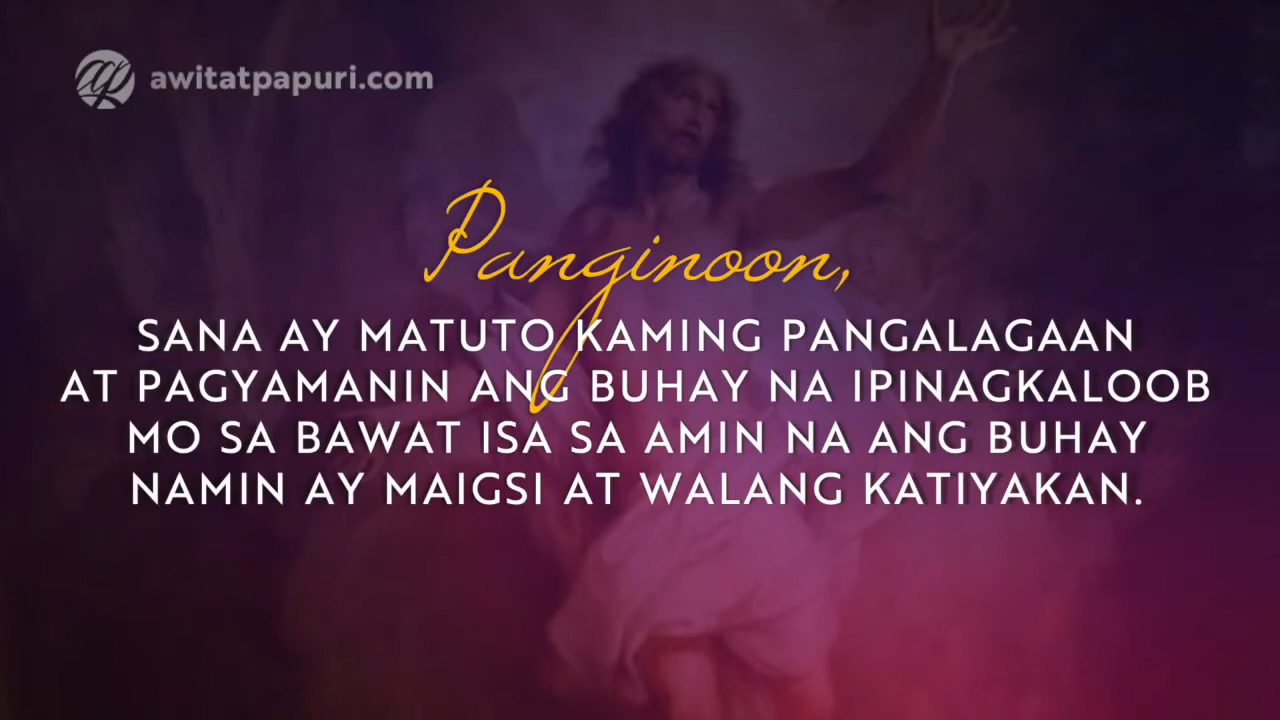 awitatpapuri.com
Panginoon,
SANA AY MATUTO KAMING PANGALAGAAN
AT PAGYAMANIN ANG BUHAY NA IPINAGKALOOB
MO SA BAWAT ISA SA AMIN NA ANG BUHAY
NAMIN AY MAIGSI AT WALANG KATIYAKAN.